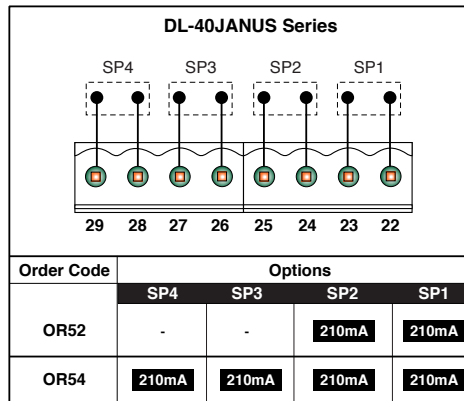 DL-40JANUS Series
SP4 SP3 SP2 SP1
29 28 27 26 25 24 23 22
Order Code Options
SP4 SP3 SP2 SP1
OR52 - - 210mA 210mA
OR54 210mA 210mA 210mA 210mA